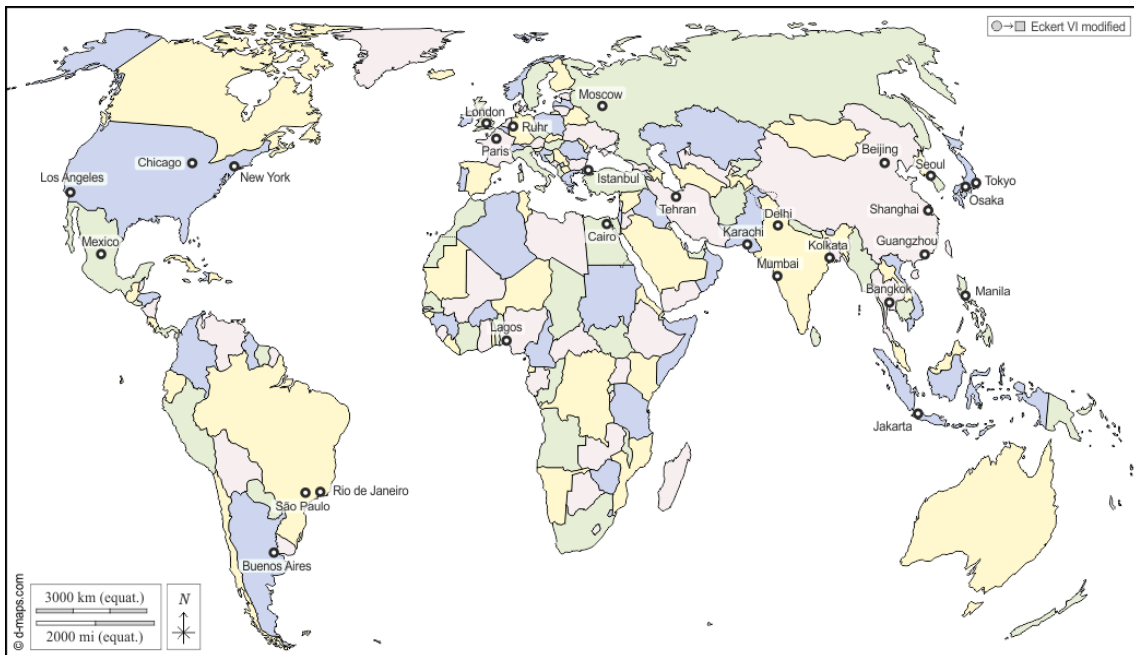 Eckert VI modified
Moscow
London
Ruhr
Paris
Chicago
New York
Los Angeles
Istanbul
Beijing
Seoul
Tokyo
Osaka
Tehran
Shanghai
Delhi
Cairo
Karachi
Kolkata
Guangzhou
Mexico
Mumbai
Bangkok
Manila
Lagos
Jakarta
Rio de Janeiro
São Paulo
Buenos Aires
3000 km (equat.)
2000 mi (equat.)
N
© d-maps.com